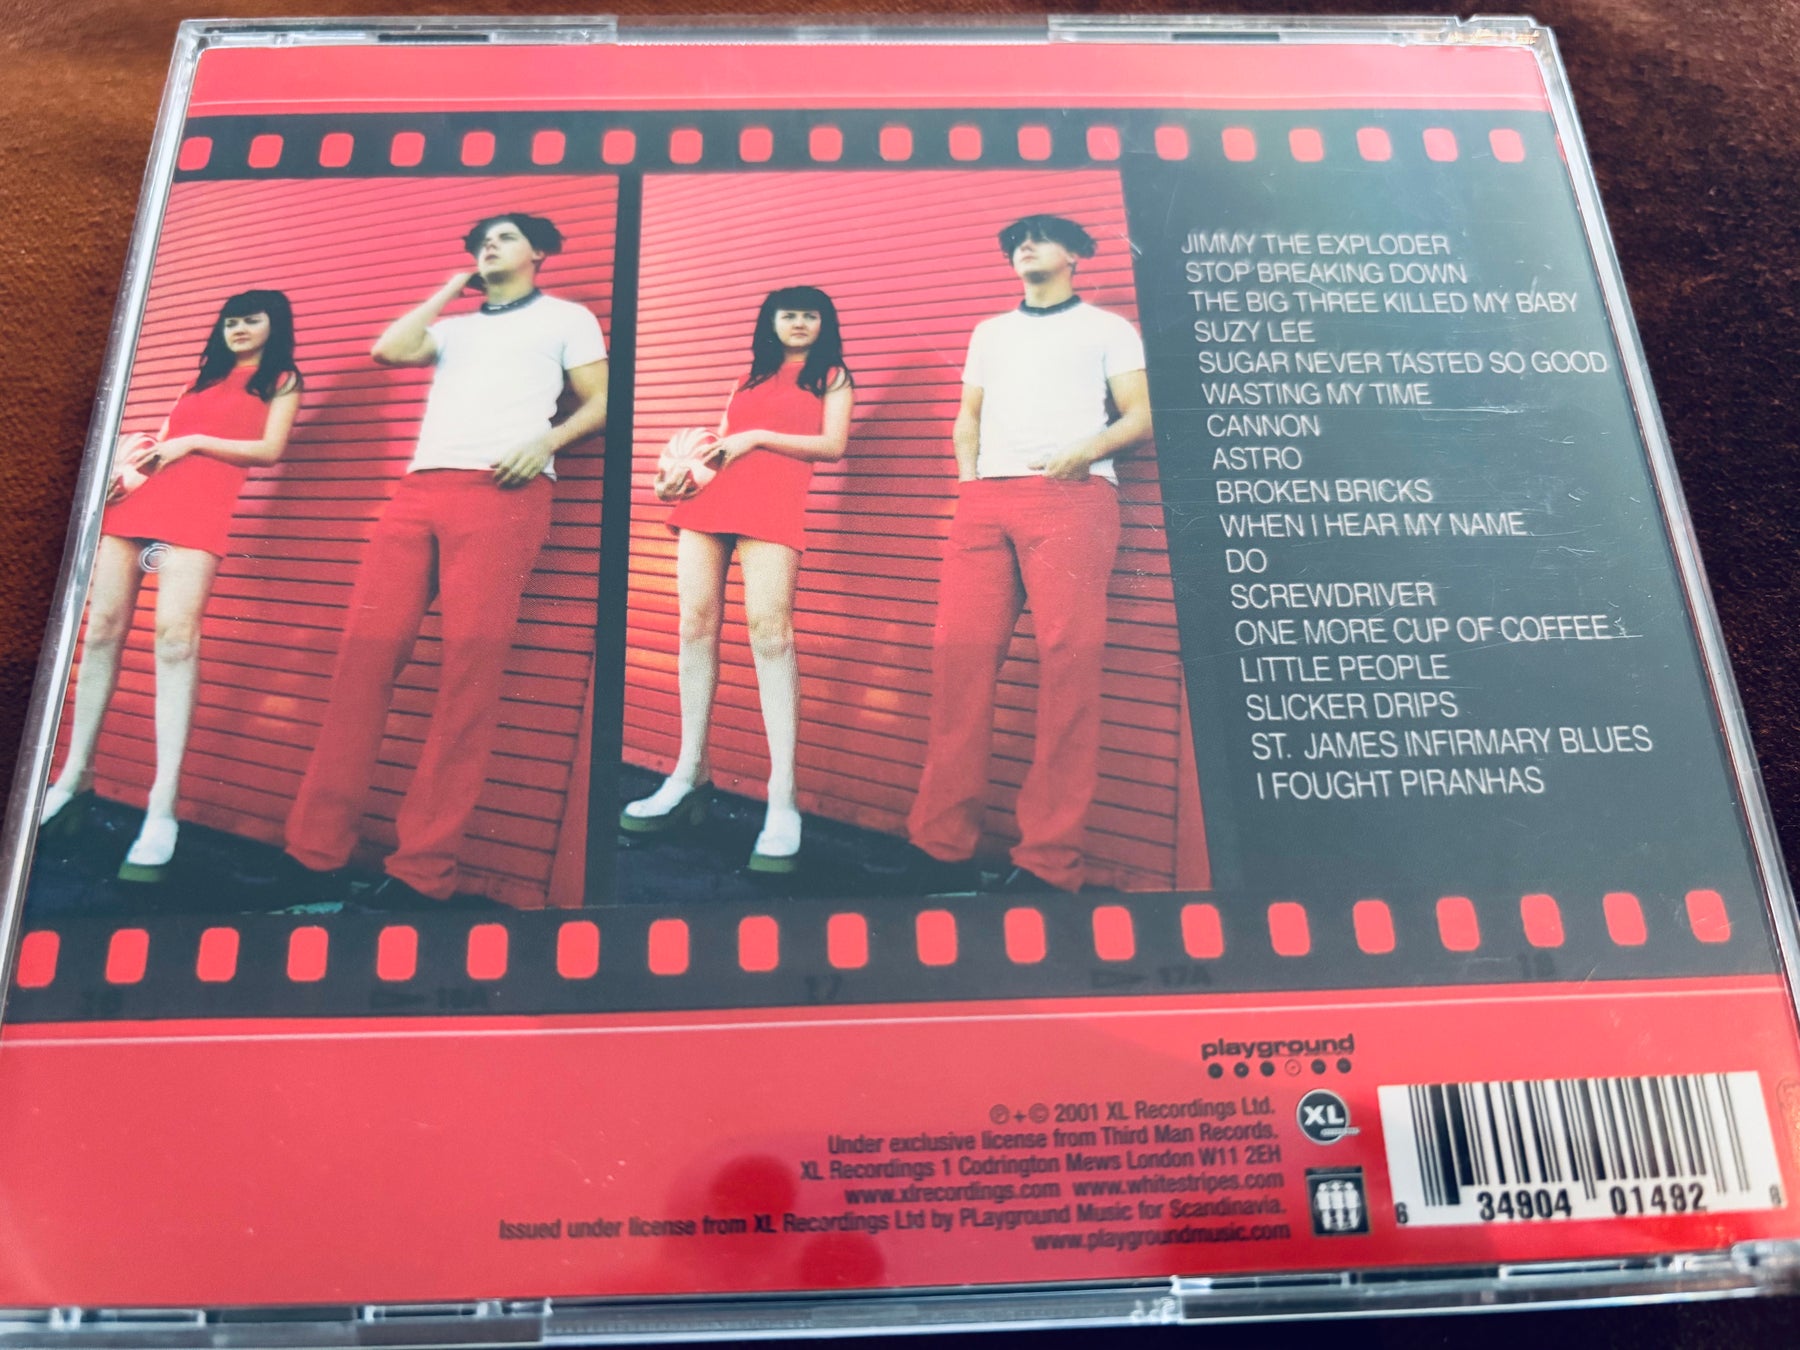 JIMMY THE EXPLODER
STOP BREAKING DOWN
THE BIG THREE KILLED MY BABY
SUZY LEE
SUGAR NEVER TASTED SO GOOD
WASTING MY TIME
CANNON
ASTRO
BROKEN BRICKS
WHEN I HEAR MY NAME
DO
SCREWDRIVER
ONE MORE CUP OF COFFEE
LITTLE PEOPLE
SLICKER DRIPS
ST. JAMES INFIRMARY BLUES
I FOUGHT PIRANHAS
17
17A
18
playground
℗+© 2001 XL Recordings Ltd.
Under exclusive license from Third Man Records.
XL Recordings 1 Codrington Mews London W11 2EH
www.xlrecordings.com www.whitestripes.com
Issued under license from XL Recordings Ltd by PLayground Music for Scandinavia.
www.playgroundmusic.com
XL
6 34904 01492 8